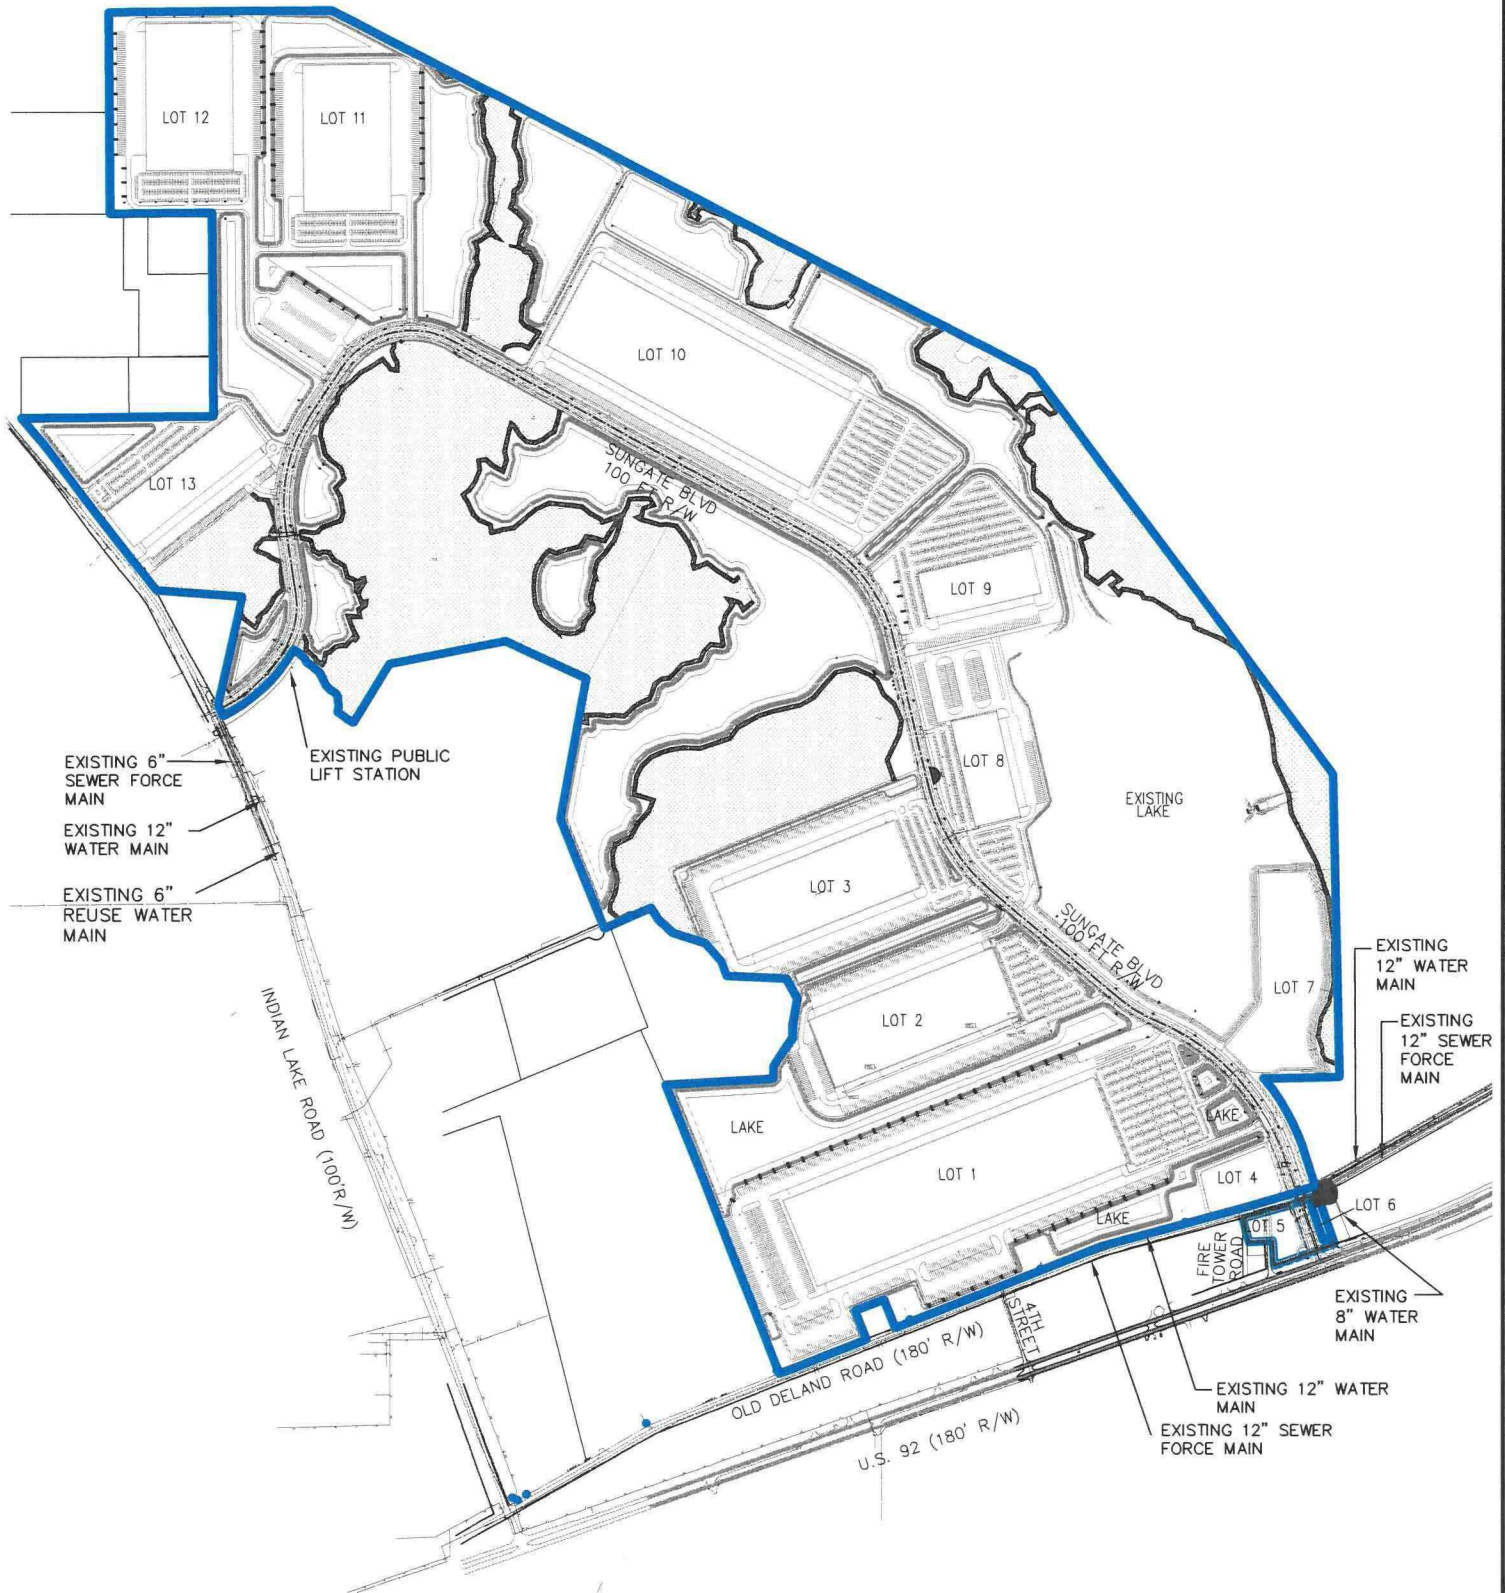 LOT 12
LOT 11
LOT 10
SUNGATE BLVD
100 FT R/W
LOT 13
LOT 9
EXISTING PUBLIC
LIFT STATION
EXISTING 6"
SEWER FORCE
MAIN
EXISTING 12"
WATER MAIN
EXISTING 6"
REUSE WATER
MAIN
LOT 8
EXISTING
LAKE
LOT 3
SUNGATE BLVD
100 FT R/W
EXISTING
12" WATER
MAIN
LOT 7
EXISTING
12" SEWER
FORCE
MAIN
INDIAN LAKE ROAD (100'R/W)
LOT 2
LAKE
LAKE
LOT 1
LOT 4
LAKE
LOT 5
LOT 6
FIRE
TOWER
ROAD
EXISTING
8" WATER
MAIN
4TH
STREET
OLD DELAND ROAD (180' R/W)
EXISTING 12" WATER
MAIN
U.S. 92 (180' R/W)
EXISTING 12" SEWER
FORCE MAIN